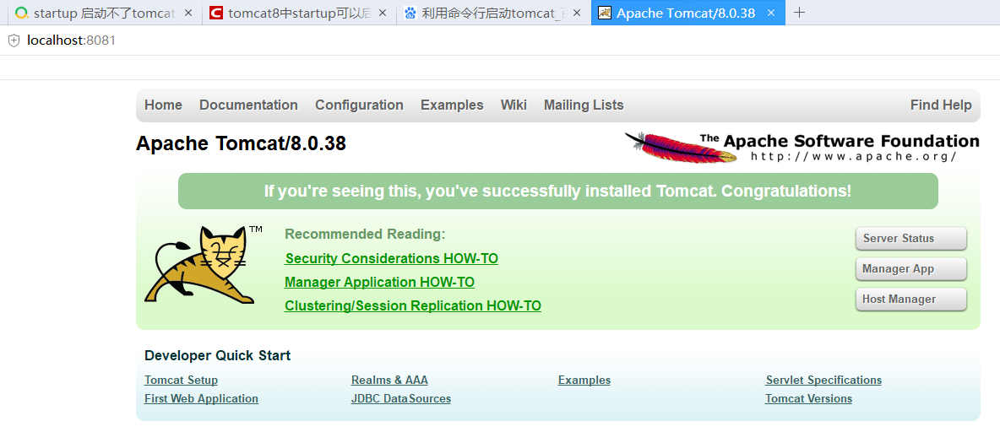 startup 启动不了tomcat
tomcat8中startup可以启
利用命令行启动tomcat_百
Apache Tomcat/8.0.38
localhost:8081
Home Documentation Configuration Examples Wiki Mailing Lists Find Help
Apache Tomcat/8.0.38
The Apache Software Foundation
http://www.apache.org/
If you're seeing this, you've successfully installed Tomcat. Congratulations!
TM
Recommended Reading:
Security Considerations HOW-TO
Manager Application HOW-TO
Clustering/Session Replication HOW-TO
Server Status
Manager App
Host Manager
Developer Quick Start
Tomcat Setup Realms & AAA Examples Servlet Specifications
First Web Application JDBC DataSources Tomcat Versions